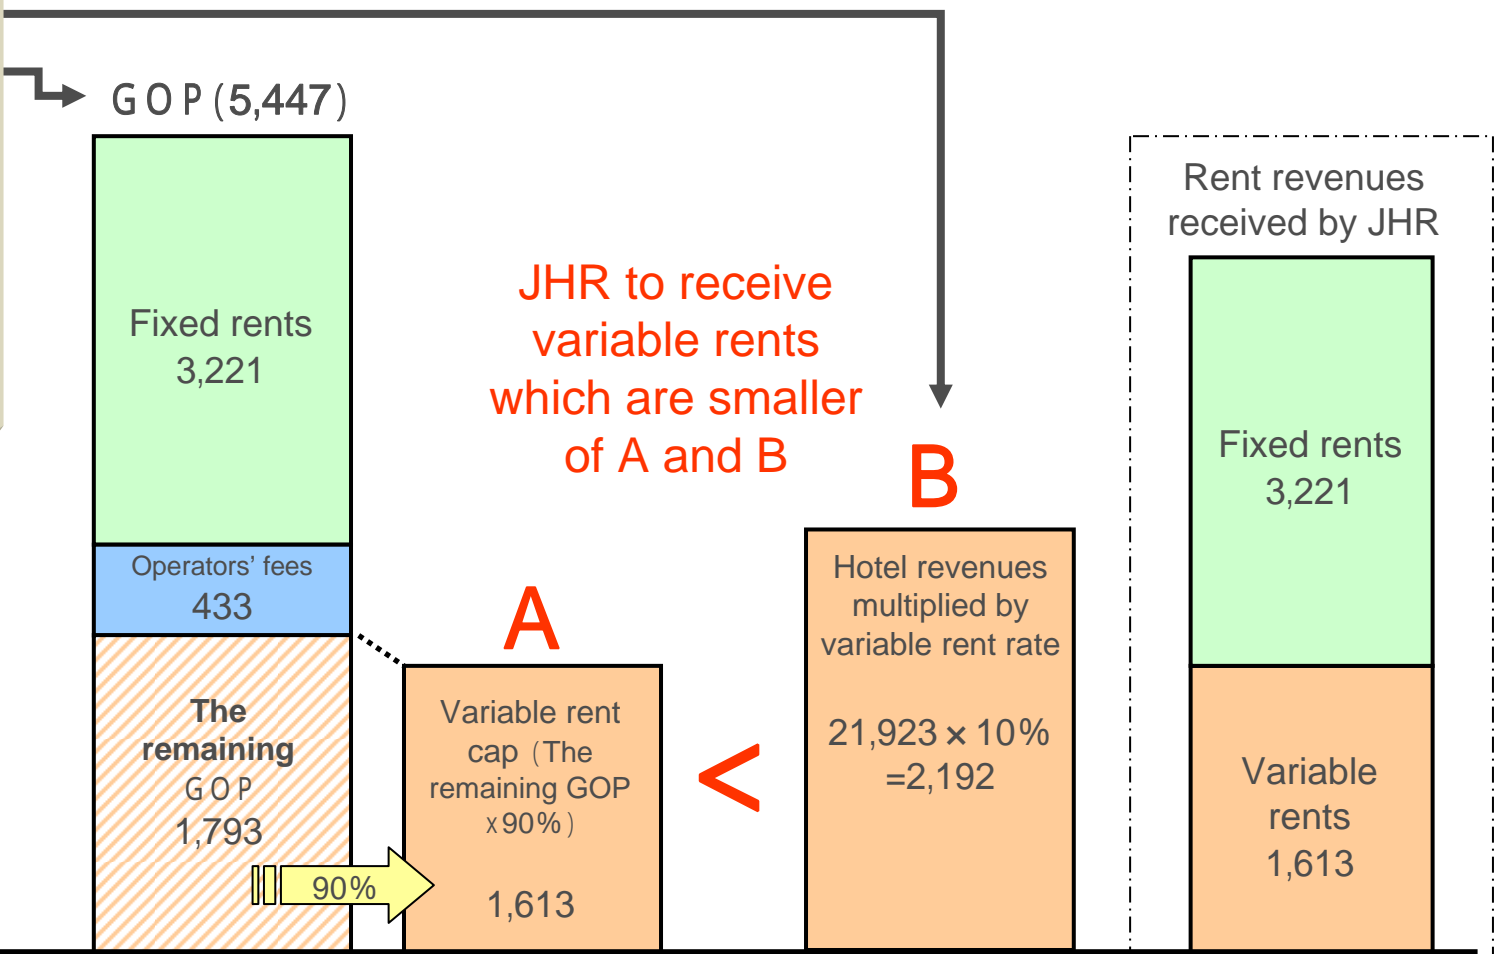 GOP(5,447)
Fixed rents
3,221
Operators’ fees
433
The
remaining
GOP
1,793
90%
A
Variable rent
cap (The
remaining GOP
x90%)
1,613
JHR to receive
variable rents
which are smaller
of A and B
<
B
Hotel revenues
multiplied by
variable rent rate
21,923 × 10%
=2,192
Rent revenues
received by JHR
Fixed rents
3,221
Variable
rents
1,613